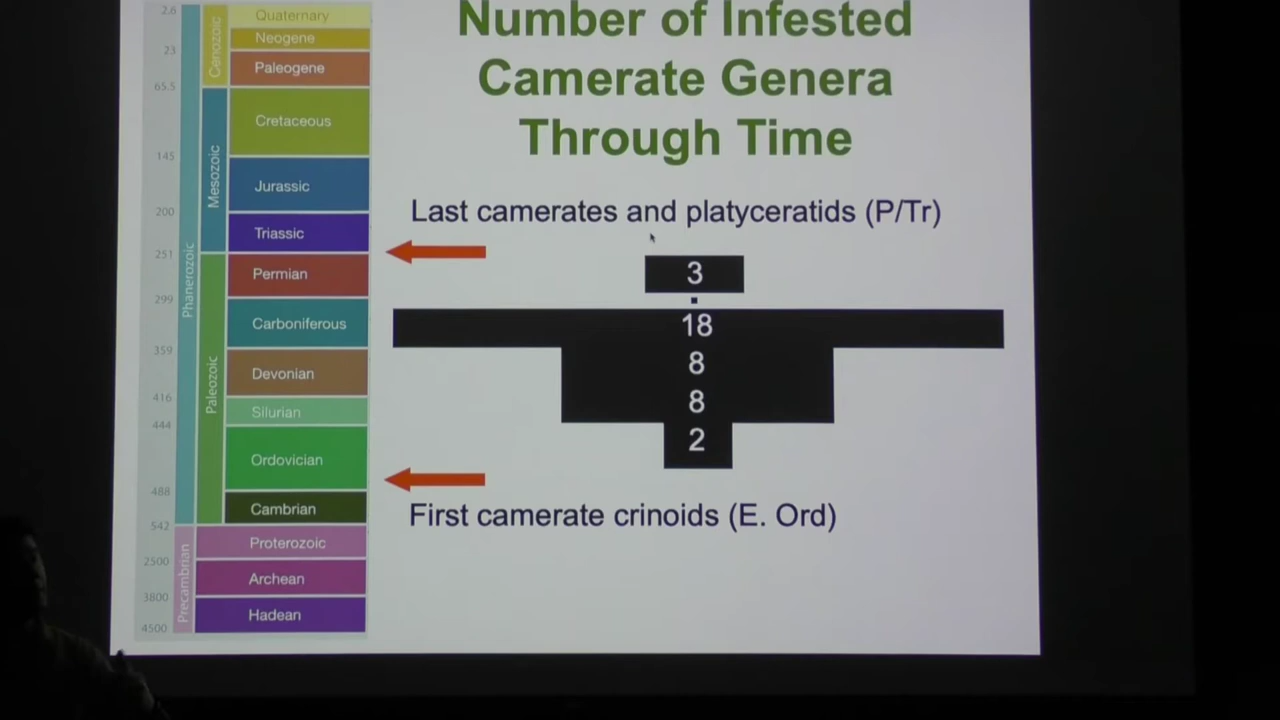 Number of Infested
Camerate Genera
Through Time
2.6
23
65.5
145
200
251
299
359
416
444
488
542
2500
3800
4500
Phanerozoic
Precambrian
Cenozoic
Mesozoic
Paleozoic
Quaternary
Neogene
Paleogene
Cretaceous
Jurassic
Triassic
Permian
Carboniferous
Devonian
Silurian
Ordovician
Cambrian
Proterozoic
Archean
Hadean
Last camerates and platyceratids (P/Tr)
3
18
8
8
2
First camerate crinoids (E. Ord)